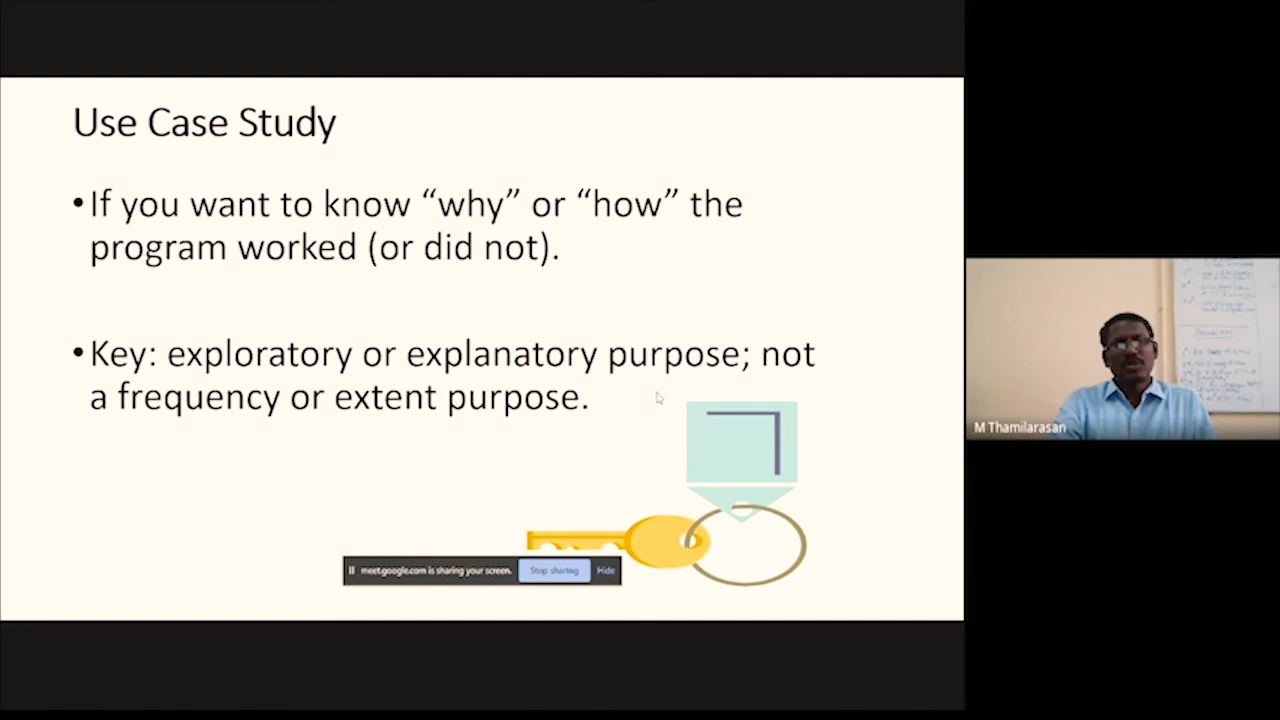 Use Case Study
•If you want to know “why” or “how” the
program worked (or did not).
•Key: exploratory or explanatory purpose; not
a frequency or extent purpose.
meet.google.com is sharing your screen. Stop sharing Hide
M Thamilarasan